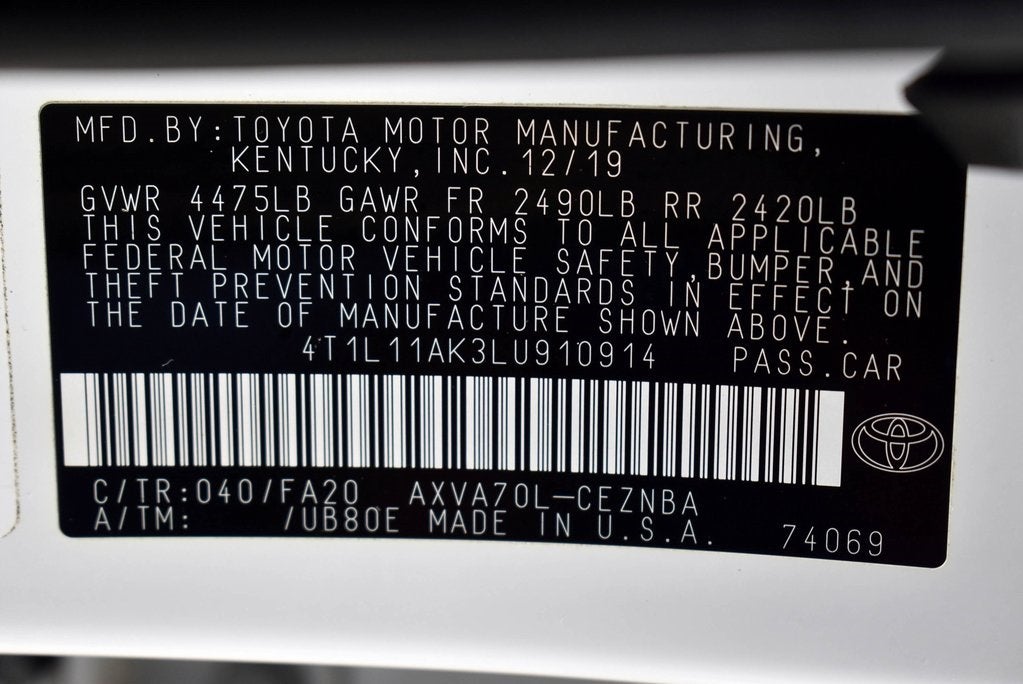 MFD.BY:TOYOTA MOTOR MANUFACTURING,
KENTUCKY,INC.12/19
GVWR 4475LB GAWR FR 2490LB RR 2420LB
THIS VEHICLE CONFORMS TO ALL APPLICABLE
FEDERAL MOTOR VEHICLE SAFETY,BUMPER,AND
THEFT PREVENTION STANDARDS IN EFFECT ON
THE DATE OF MANUFACTURE SHOWN ABOVE.
4T1L11AK3LU910914 PASS.CAR
C/TR:040/FA20 AXVA70L-CEZNBA
A/TM: /UB80E MADE IN U.S.A. 74069